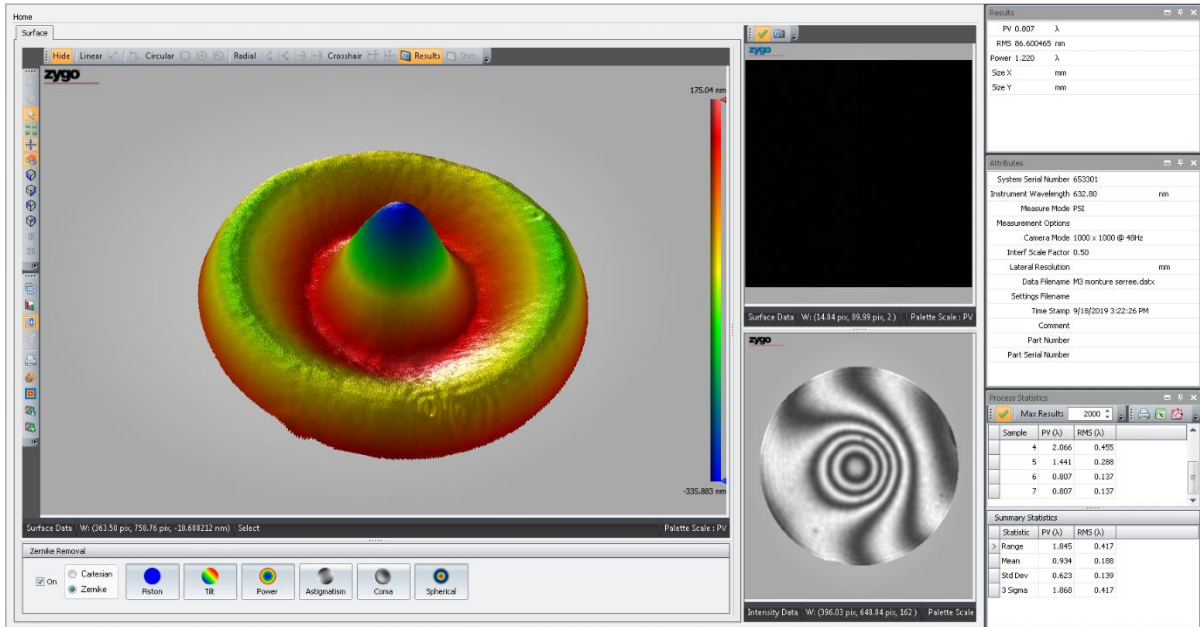 Home
Surface
Hide Linear Circular Radial Crosshair Results Stats
zygo
175.04 nm
-335.883 nm
Surface Data W: (363.50 pix, 758.76 pix, -18.600212 nm) Select Palette Scale : PV
Zernike Removal
On
Cartesian
Zernike
Piston Tilt Power Astigmatism Coma Spherical
zygo
Surface Data W: (14.84 pix, 89.99 pix, 2 ) Palette Scale : PV
zygo
Intensity Data W: (396.03 pix, 648.84 pix, 162 ) Palette Scale
Results
PV 0.807 λ
RMS 86.600465 nm
Power 1.220 λ
Size X mm
Size Y mm
Attributes
System Serial Number 653301
Instrument Wavelength 632.80 nm
Measure Mode PSI
Measurement Options
Camera Mode 1000 x 1000 @ 48Hz
Interf Scale Factor 0.50
Lateral Resolution mm
Data Filename M3 monture serree.datx
Settings Filename
Time Stamp 9/18/2019 3:22:26 PM
Comment
Part Number
Part Serial Number
Process Statistics
Max Results 2000
Sample PV (λ) RMS (λ)
4 2.066 0.455
5 1.441 0.288
6 0.807 0.137
7 0.807 0.137
Summary Statistics
Statistic PV (λ) RMS (λ)
Range 1.845 0.417
Mean 0.934 0.188
Std Dev 0.623 0.139
3 Sigma 1.868 0.417